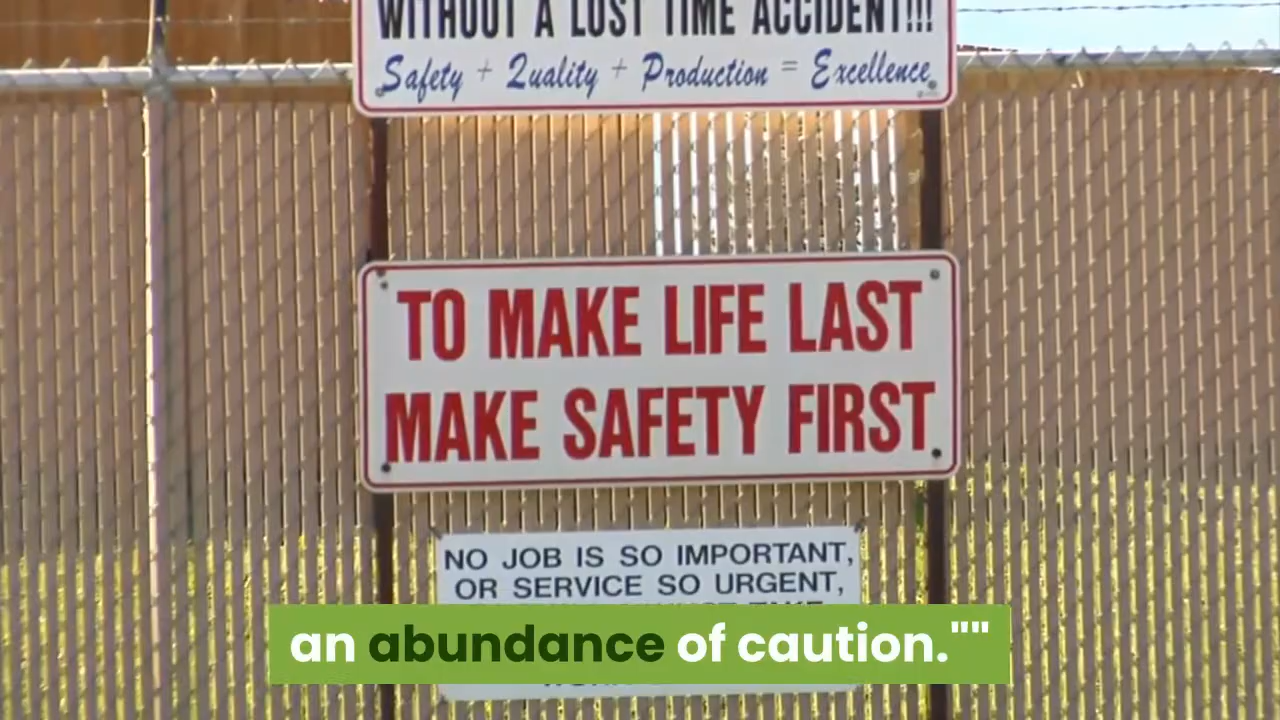 WITHOUT A LOST TIME ACCIDENT!!!
Safety + Quality + Production = Excellence
TO MAKE LIFE LAST
MAKE SAFETY FIRST
NO JOB IS SO IMPORTANT,
OR SERVICE SO URGENT,
an abundance of caution.""